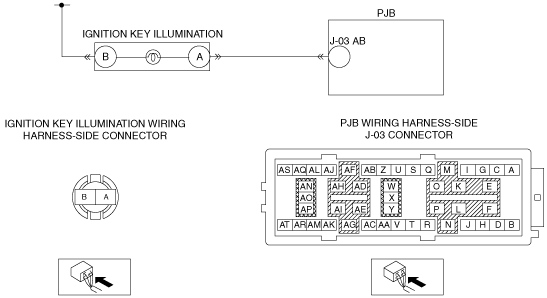 PJB
IGNITION KEY ILLUMINATION
J-03 AB
B A
IGNITION KEY ILLUMINATION WIRING
HARNESS-SIDE CONNECTOR
PJB WIRING HARNESS-SIDE
J-03 CONNECTOR
AS AQ AL AJ AF AB Z U S Q M I G C A
AN AH AD W O K E
AO X
AP AI AE Y P L F
AT AR AM AK AG AC AA V T R N J H D B
B A